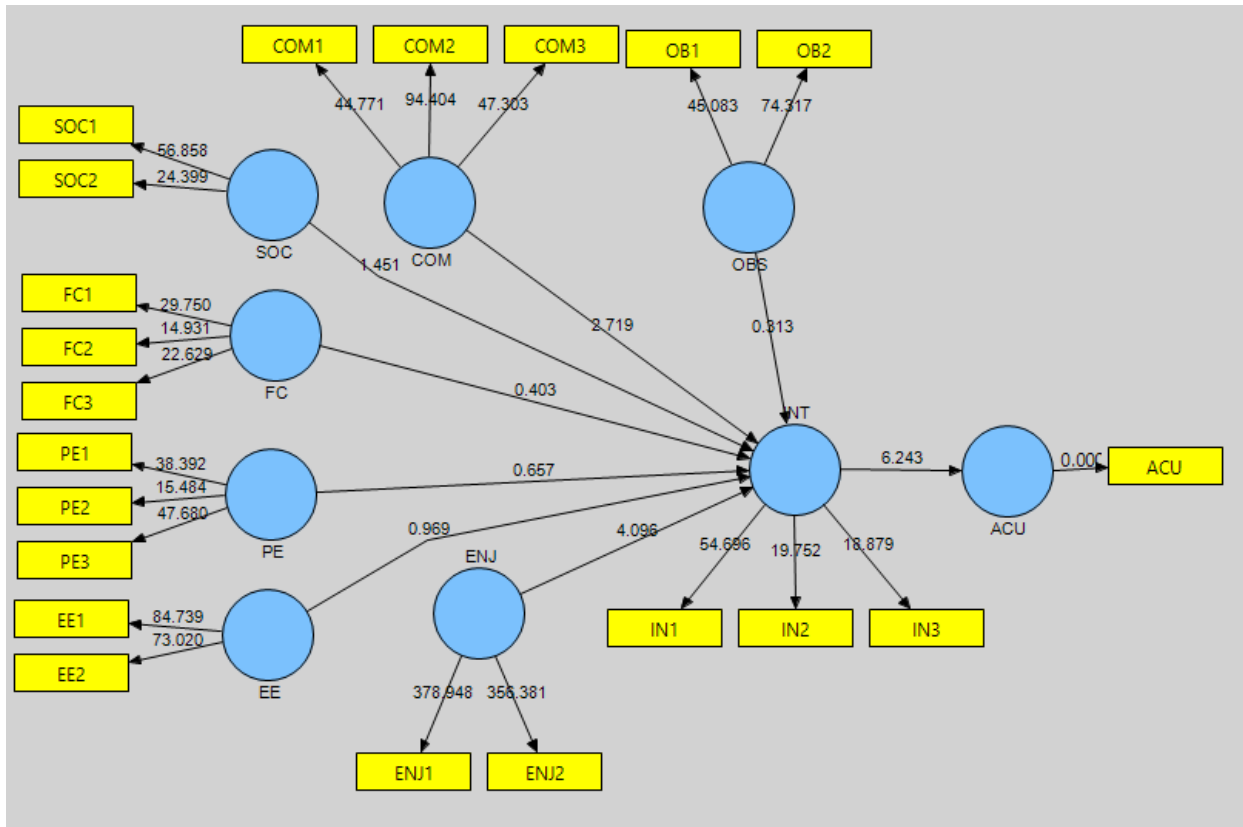 COM1
COM2
COM3
OB1
OB2
44.771
94.404
47.303
45.083
74.317
SOC1
SOC2
56.858
24.399
SOC
COM
OBS
1.451
2.719
0.313
FC1
FC2
FC3
29.750
14.931
22.629
FC
0.403
PE1
PE2
PE3
38.392
15.484
47.680
PE
0.657
0.969
NT
6.243
0.000
ACU
ACU
ENJ
4.096
54.696
19.752
18.879
EE1
EE2
84.739
73.020
EE
IN1
IN2
IN3
378.948
356.381
ENJ1
ENJ2